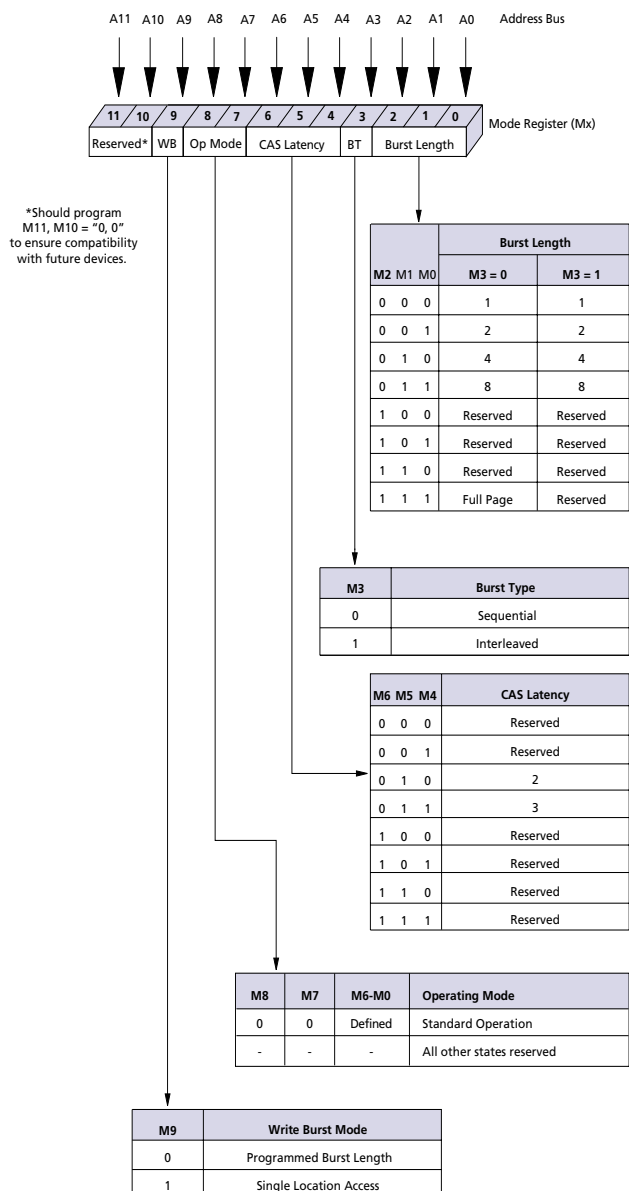 A11 A10 A9 A8 A7 A6 A5 A4 A3 A2 A1 A0 Address Bus
11 10 9 8 7 6 5 4 3 2 1 0
Mode Register (Mx)
Reserved* WB Op Mode CAS Latency BT Burst Length
*Should program
M11, M10 = “0, 0”
to ensure compatibility
with future devices.
Burst Length
M2 M1 M0 M3 = 0 M3 = 1
0 0 0 1 1
0 0 1 2 2
0 1 0 4 4
0 1 1 8 8
1 0 0 Reserved Reserved
1 0 1 Reserved Reserved
1 1 0 Reserved Reserved
1 1 1 Full Page Reserved
M3 Burst Type
0 Sequential
1 Interleaved
M6 M5 M4 CAS Latency
0 0 0 Reserved
0 0 1 Reserved
0 1 0 2
0 1 1 3
1 0 0 Reserved
1 0 1 Reserved
1 1 0 Reserved
1 1 1 Reserved
M8 M7 M6-M0 Operating Mode
0 0 Defined Standard Operation
- - - All other states reserved
M9 Write Burst Mode
0 Programmed Burst Length
1 Single Location Access